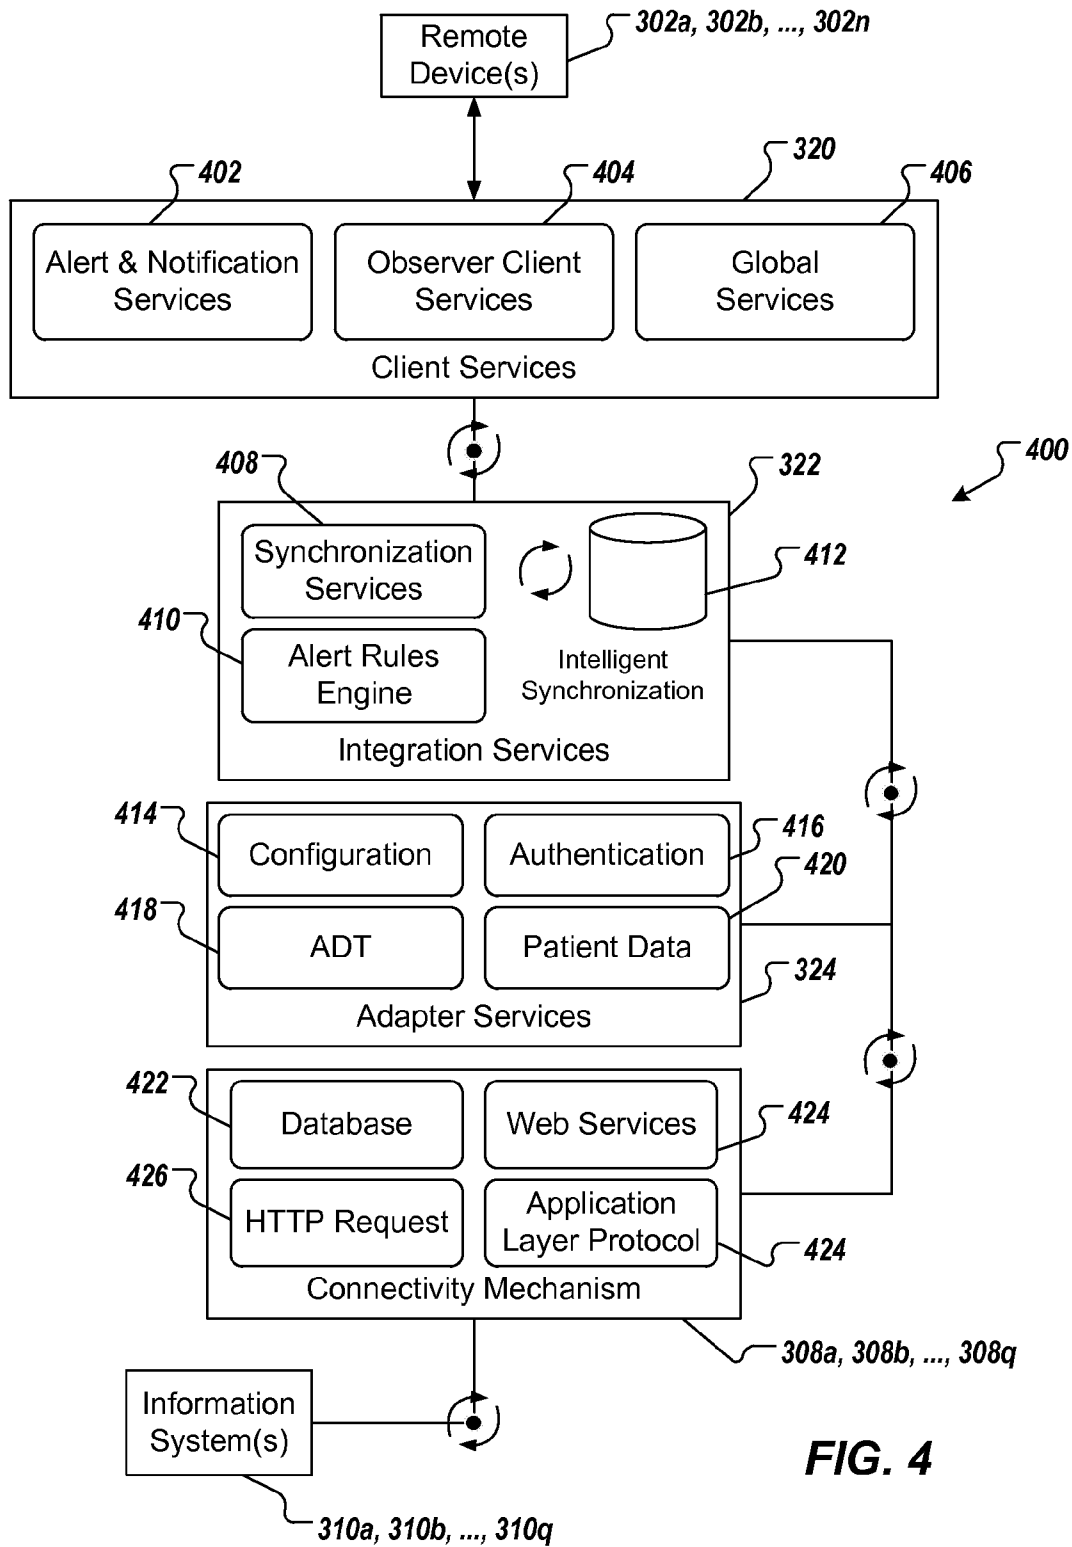 Remote
Device(s)
302a, 302b, ..., 302n
402
404
320
406
Alert & Notification
Services
Observer Client
Services
Global
Services
Client Services
400
408
322
Synchronization
Services
412
410
Alert Rules
Engine
Intelligent
Synchronization
Integration Services
414
Configuration
Authentication
416
420
418
ADT
Patient Data
324
Adapter Services
422
Database
Web Services
424
426
HTTP Request
Application
Layer Protocol
424
Connectivity Mechanism
308a, 308b, ..., 308q
Information
System(s)
310a, 310b, ..., 310q
FIG. 4